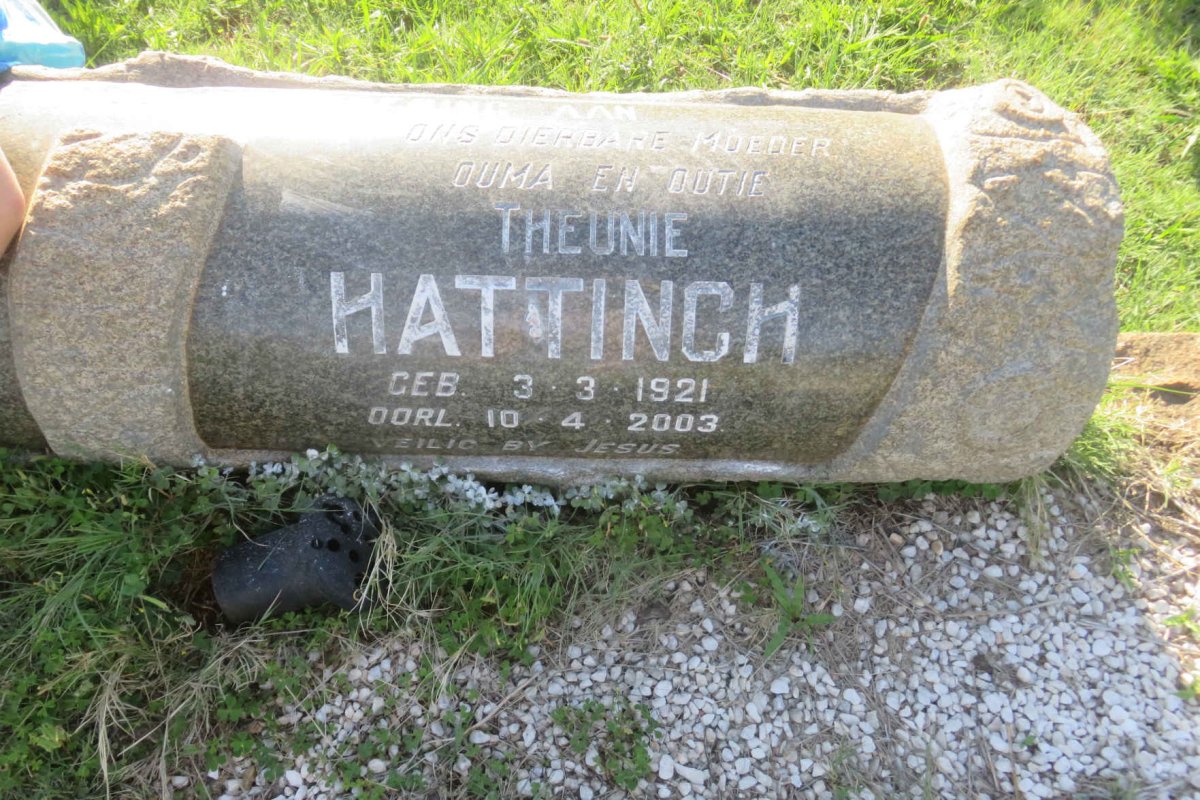 AAN
ONS DIERBARE MOEDER
OUMA EN OUTIE
THEUNIE
HATTINGH
GEB. 3·3·1921
OORL. 10·4·2003
VEILIG BY JESUS